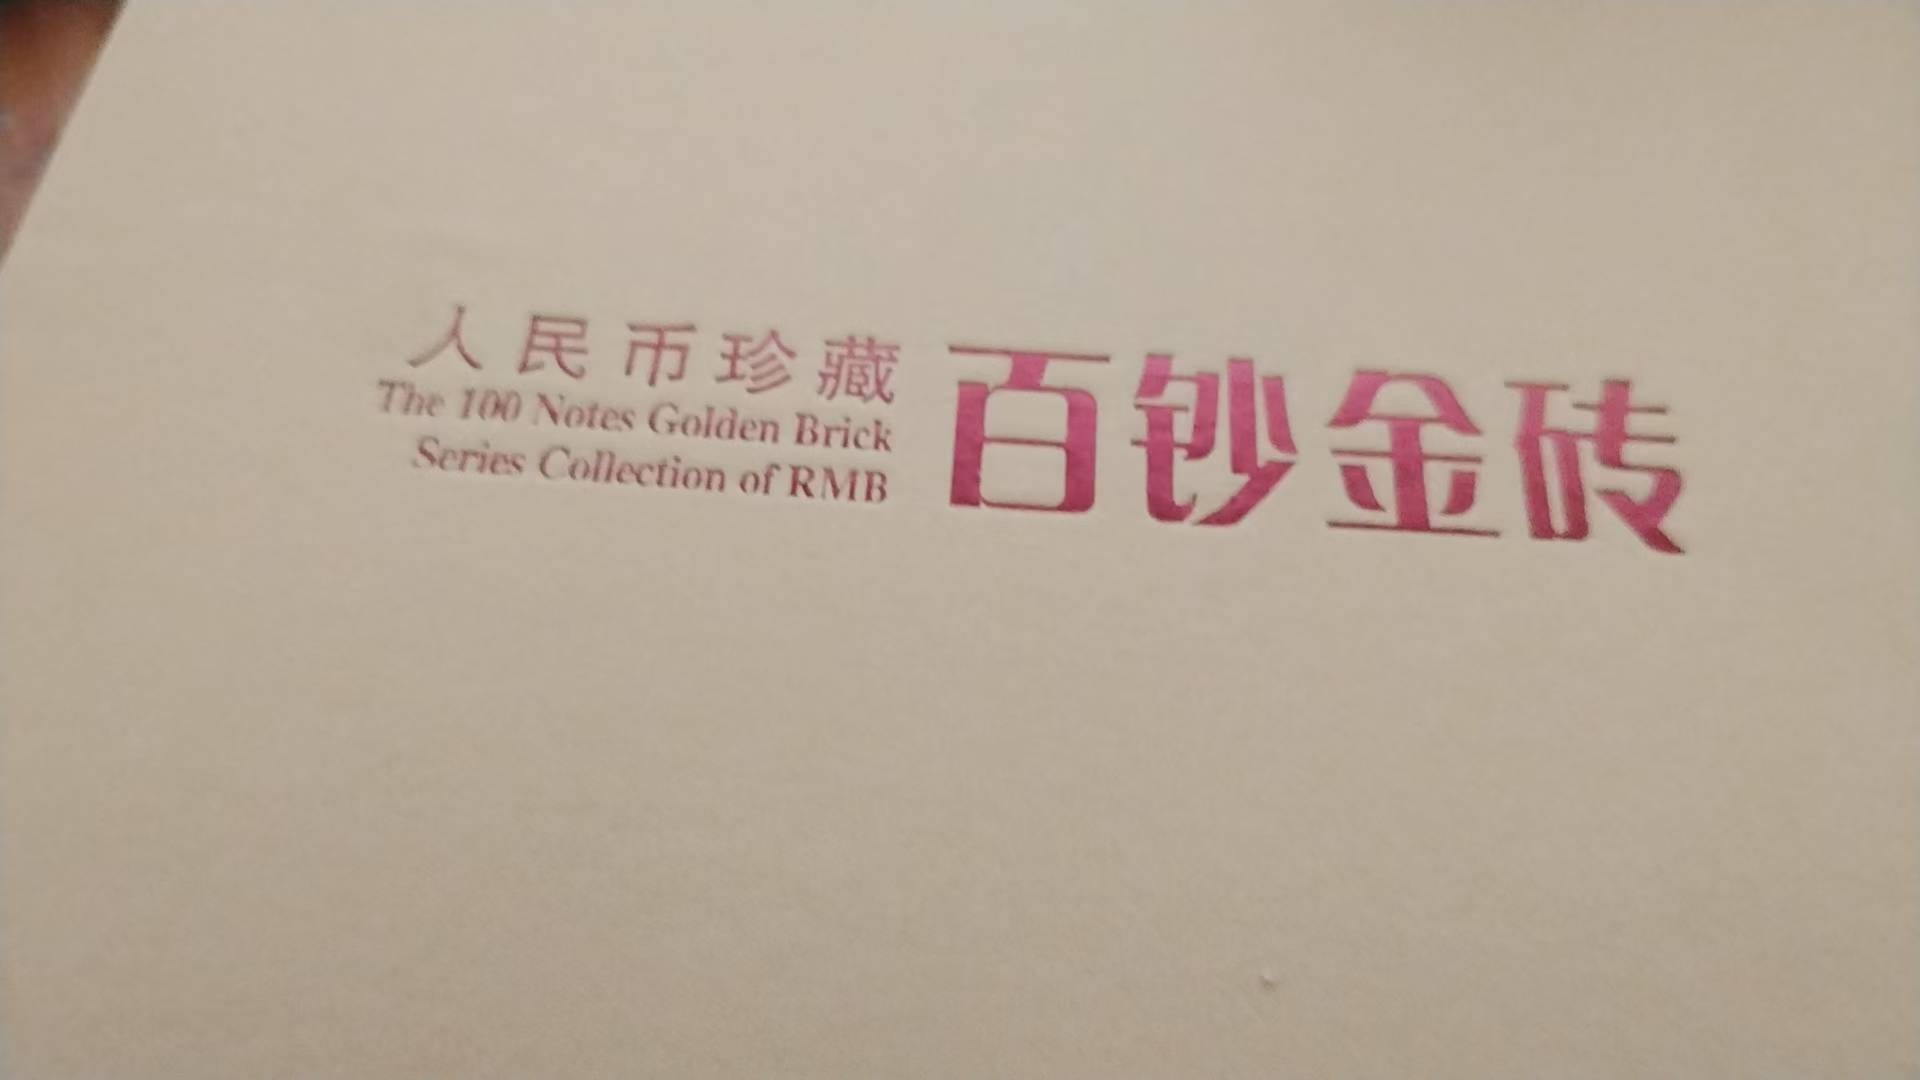 人民币珍藏
The 100 Notes Golden Brick
Series Collection of RMB
百钞金砖